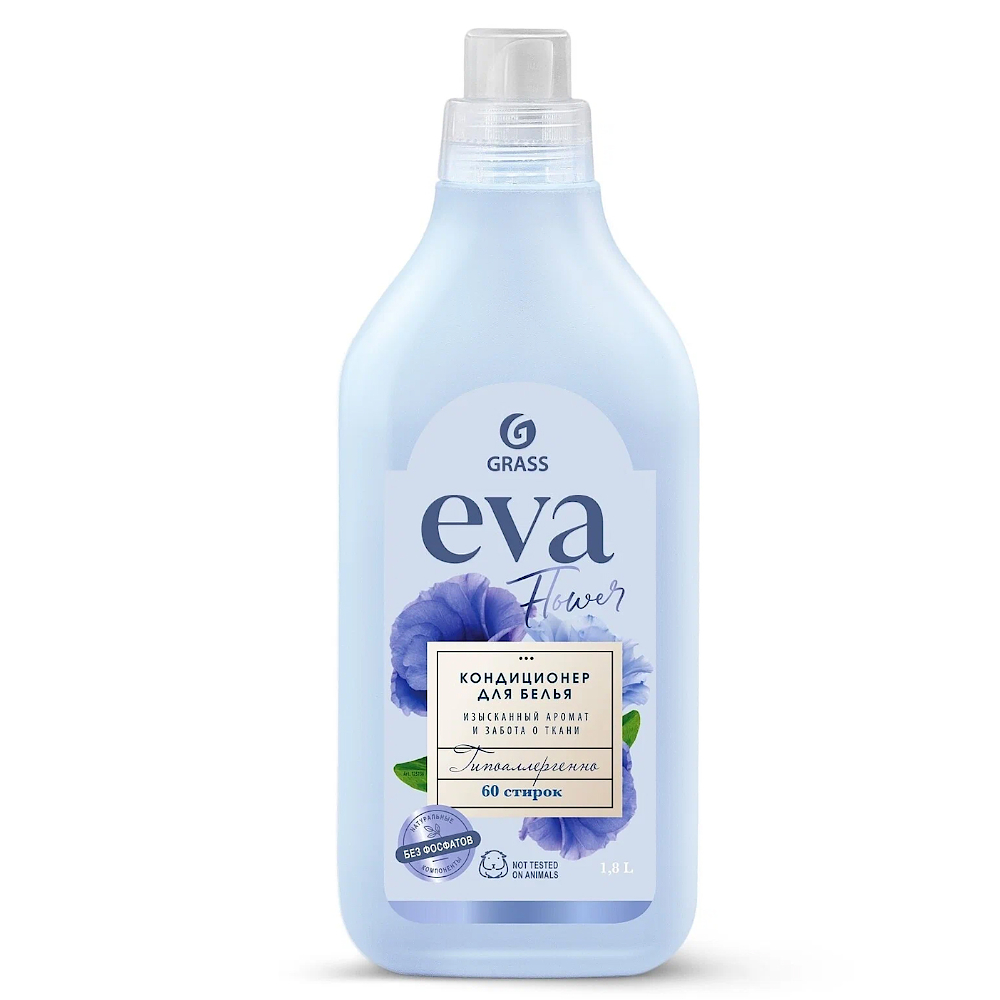 G
GRASS
eva
Flower
КОНДИЦИОНЕР
ДЛЯ БЕЛЬЯ
ИЗЫСКАННЫЙ АРОМАТ
И ЗАБОТА О ТКАНИ
Гипоаллергенно
60 стирок
НАТУРАЛЬНЫЕ
БЕЗ ФОСФАТОВ
КОМПОНЕНТЫ
NOT TESTED
ON ANIMALS
1,8 L